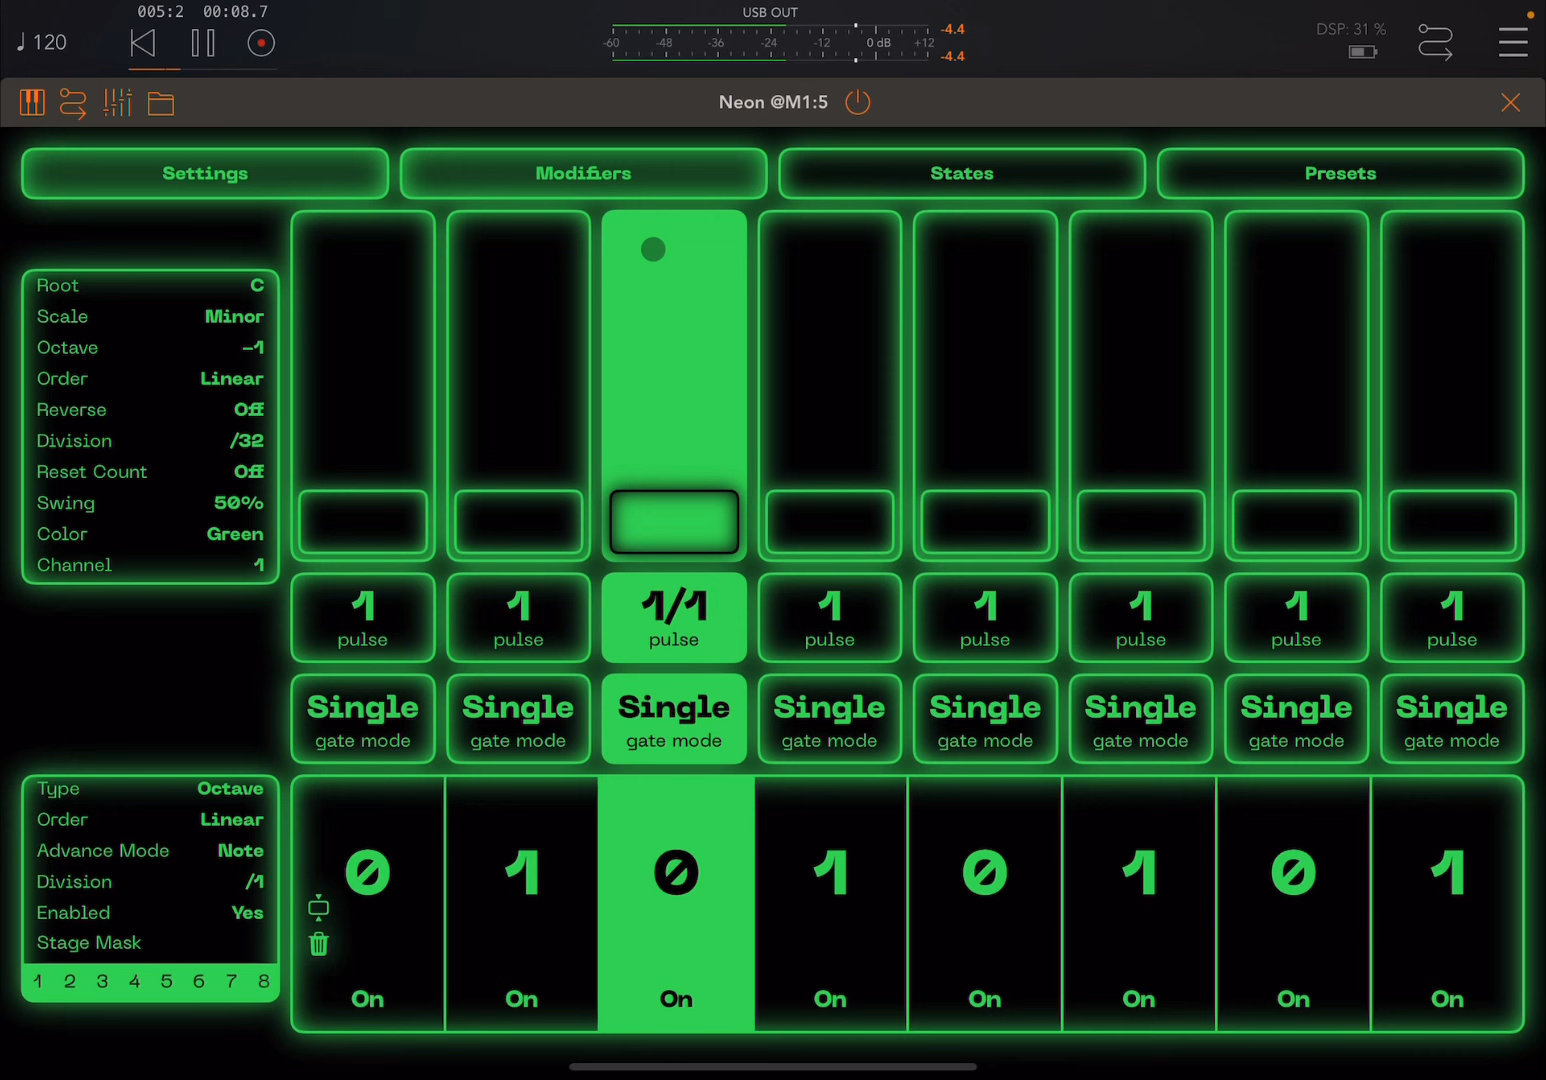 005:2 00:08.7
♩ 120
USB OUT
-60 -48 -36 -24 -12 0 dB +12
-4.4
-4.4
DSP: 31 %
Neon @M1:5
Settings Modifiers States Presets
Root C
Scale Minor
Octave -1
Order Linear
Reverse Off
Division /32
Reset Count Off
Swing 50%
Color Green
Channel 1
1 1 1/1 1 1 1 1 1
pulse pulse pulse pulse pulse pulse pulse pulse
Single Single Single Single Single Single Single Single
gate mode gate mode gate mode gate mode gate mode gate mode gate mode gate mode
Type Octave
Order Linear
Advance Mode Note
Division /1
Enabled Yes
Stage Mask
1 2 3 4 5 6 7 8
0 1 0 1 0 1 0 1
On On On On On On On On